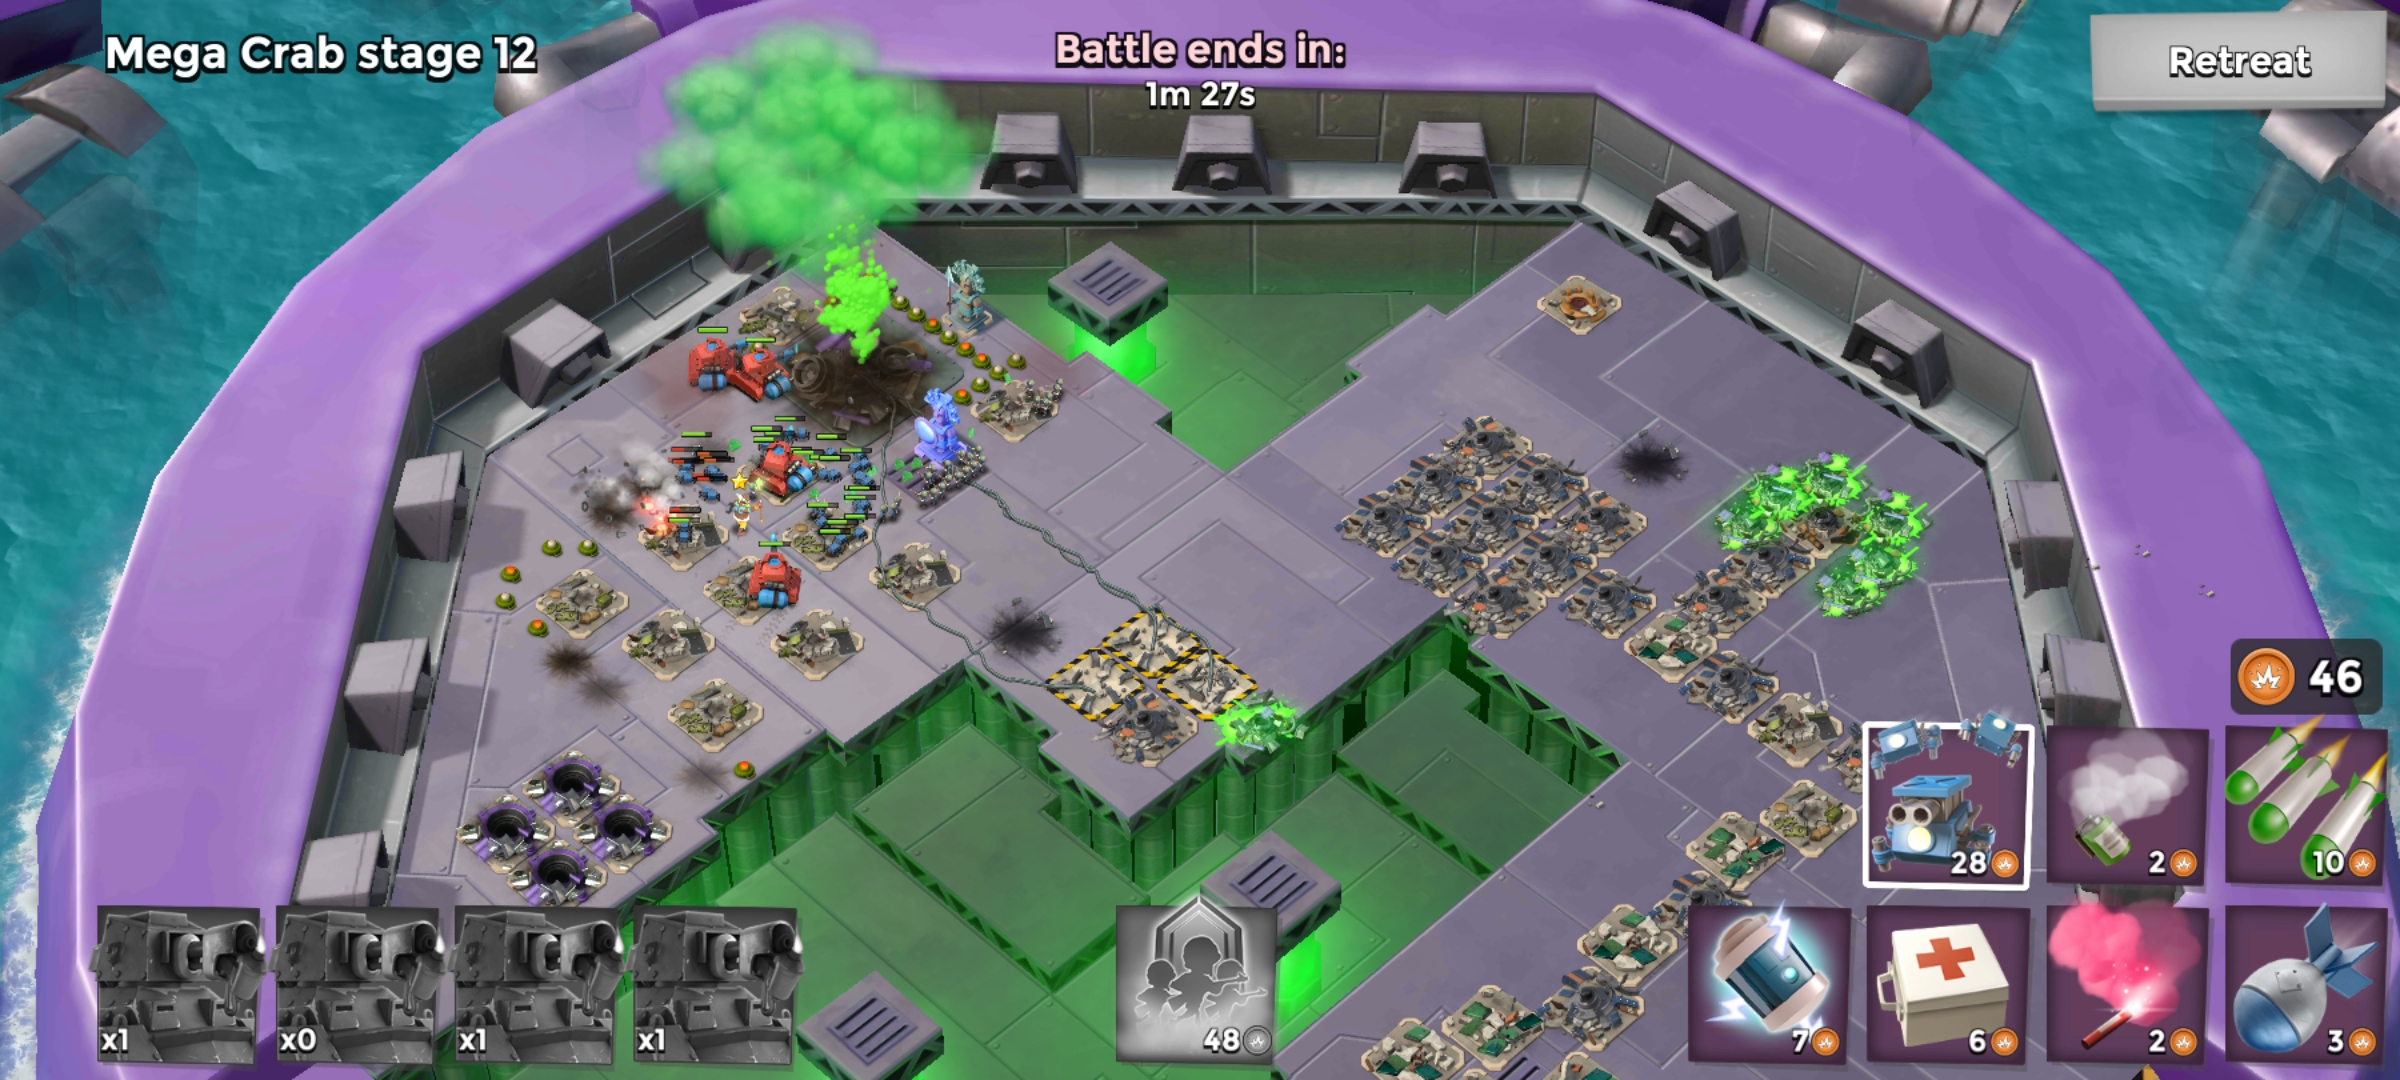 Mega Crab stage 12
Battle ends in:
1m 27s
Retreat
46
28
2
10
x1
x0
x1
x1
48
7
6
2
3